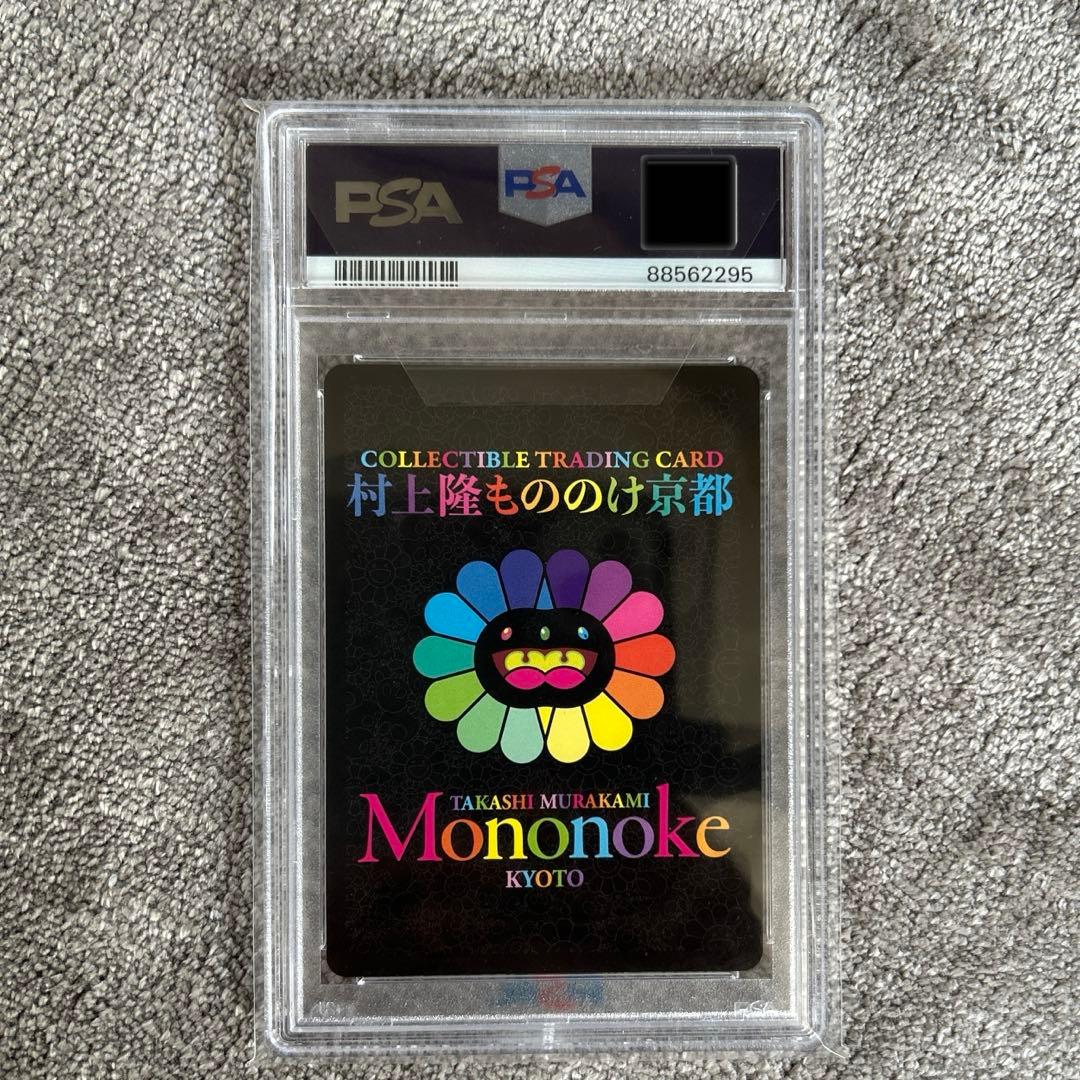 PSA
PSA
88562295
COLLECTIBLE TRADING CARD
村上隆もののけ京都
TAKASHI MURAKAMI
Mononoke
KYOTO
PSA